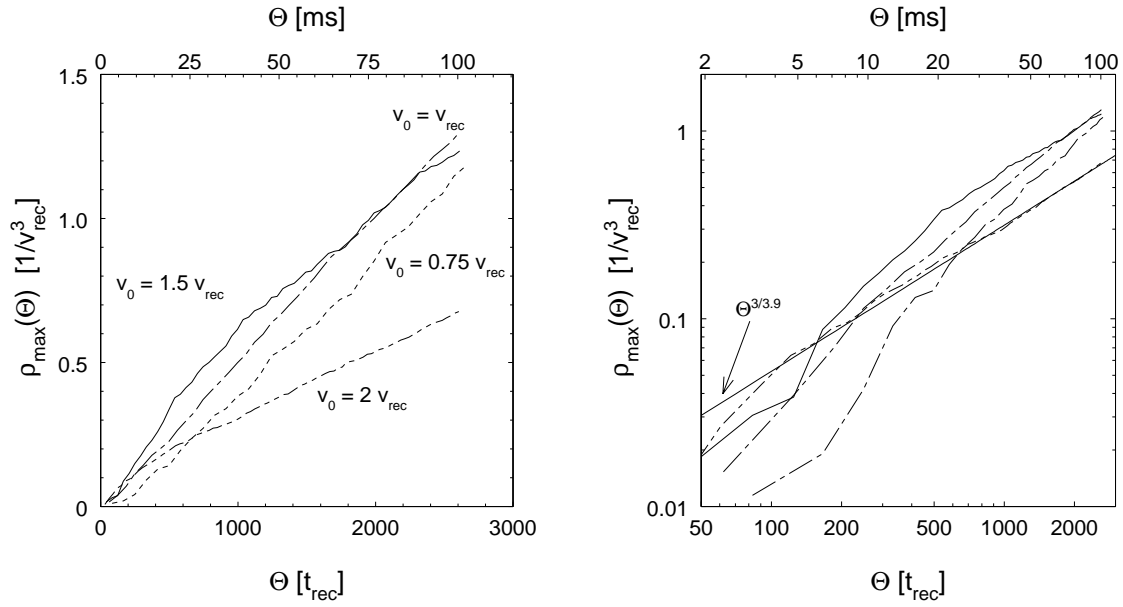 Θ [ms]
0 25 50 75 100
1.5
1.0
0.5
0
ρmax(Θ) [1/v³rec]
v0 = vrec
v0 = 0.75 vrec
v0 = 1.5 vrec
v0 = 2 vrec
0 1000 2000 3000
Θ [trec]
Θ [ms]
2 5 10 20 50 100
1
0.1
0.01
ρmax(Θ) [1/v³rec]
Θ3/3.9
50 100 200 500 1000 2000
Θ [trec]